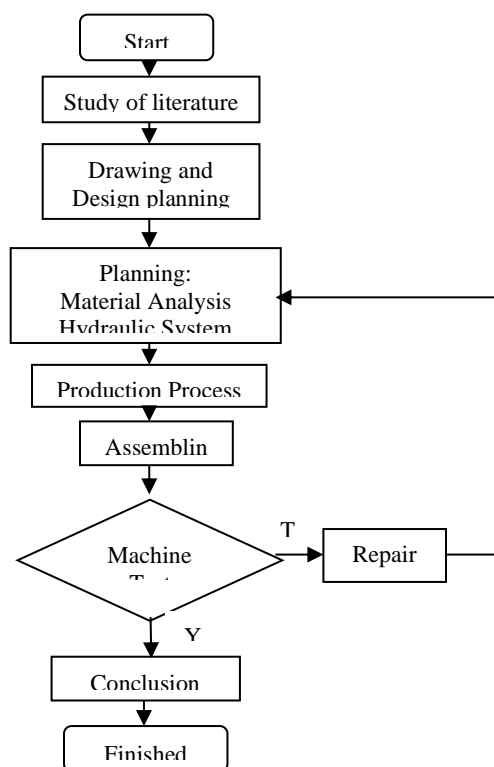 Start
Study of literature
Drawing and
Design planning
Planning:
Material Analysis
Hydraulic System
Production Process
Assemblin
Machine
T
Repair
Y
Conclusion
Finished